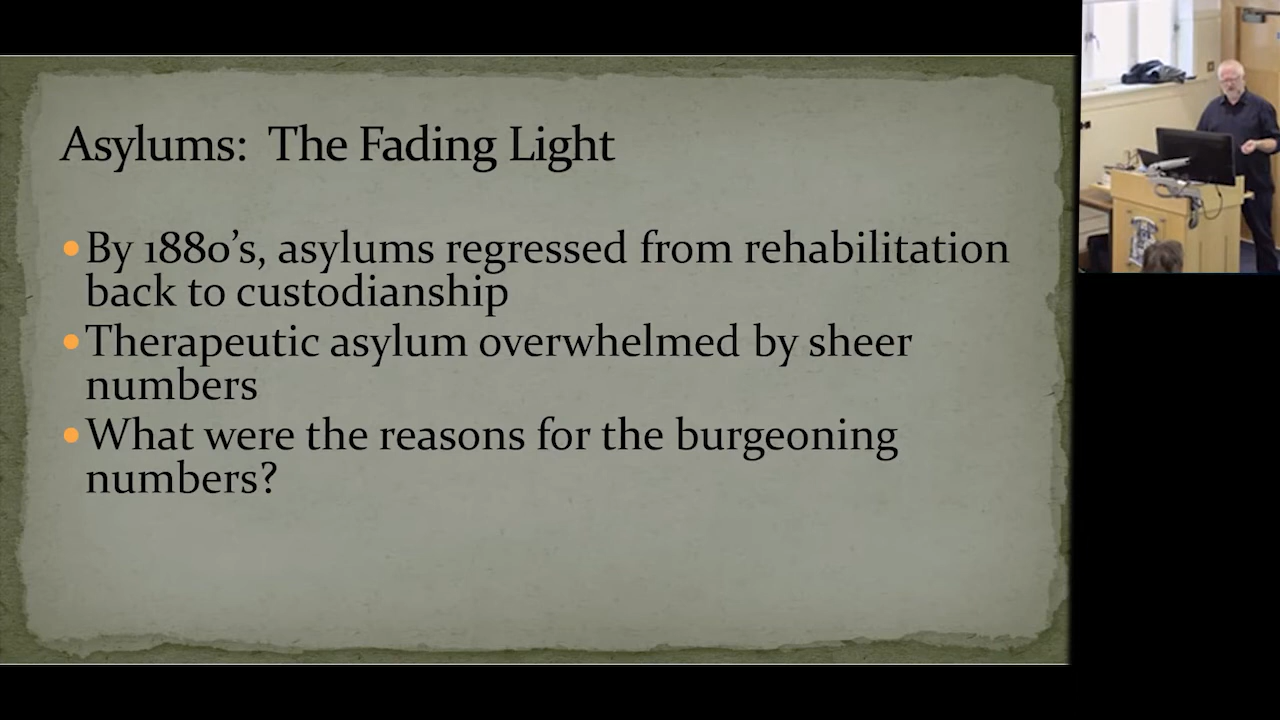 Asylums: The Fading Light
By 1880's, asylums regressed from rehabilitation
back to custodianship
Therapeutic asylum overwhelmed by sheer
numbers
What were the reasons for the burgeoning
numbers?